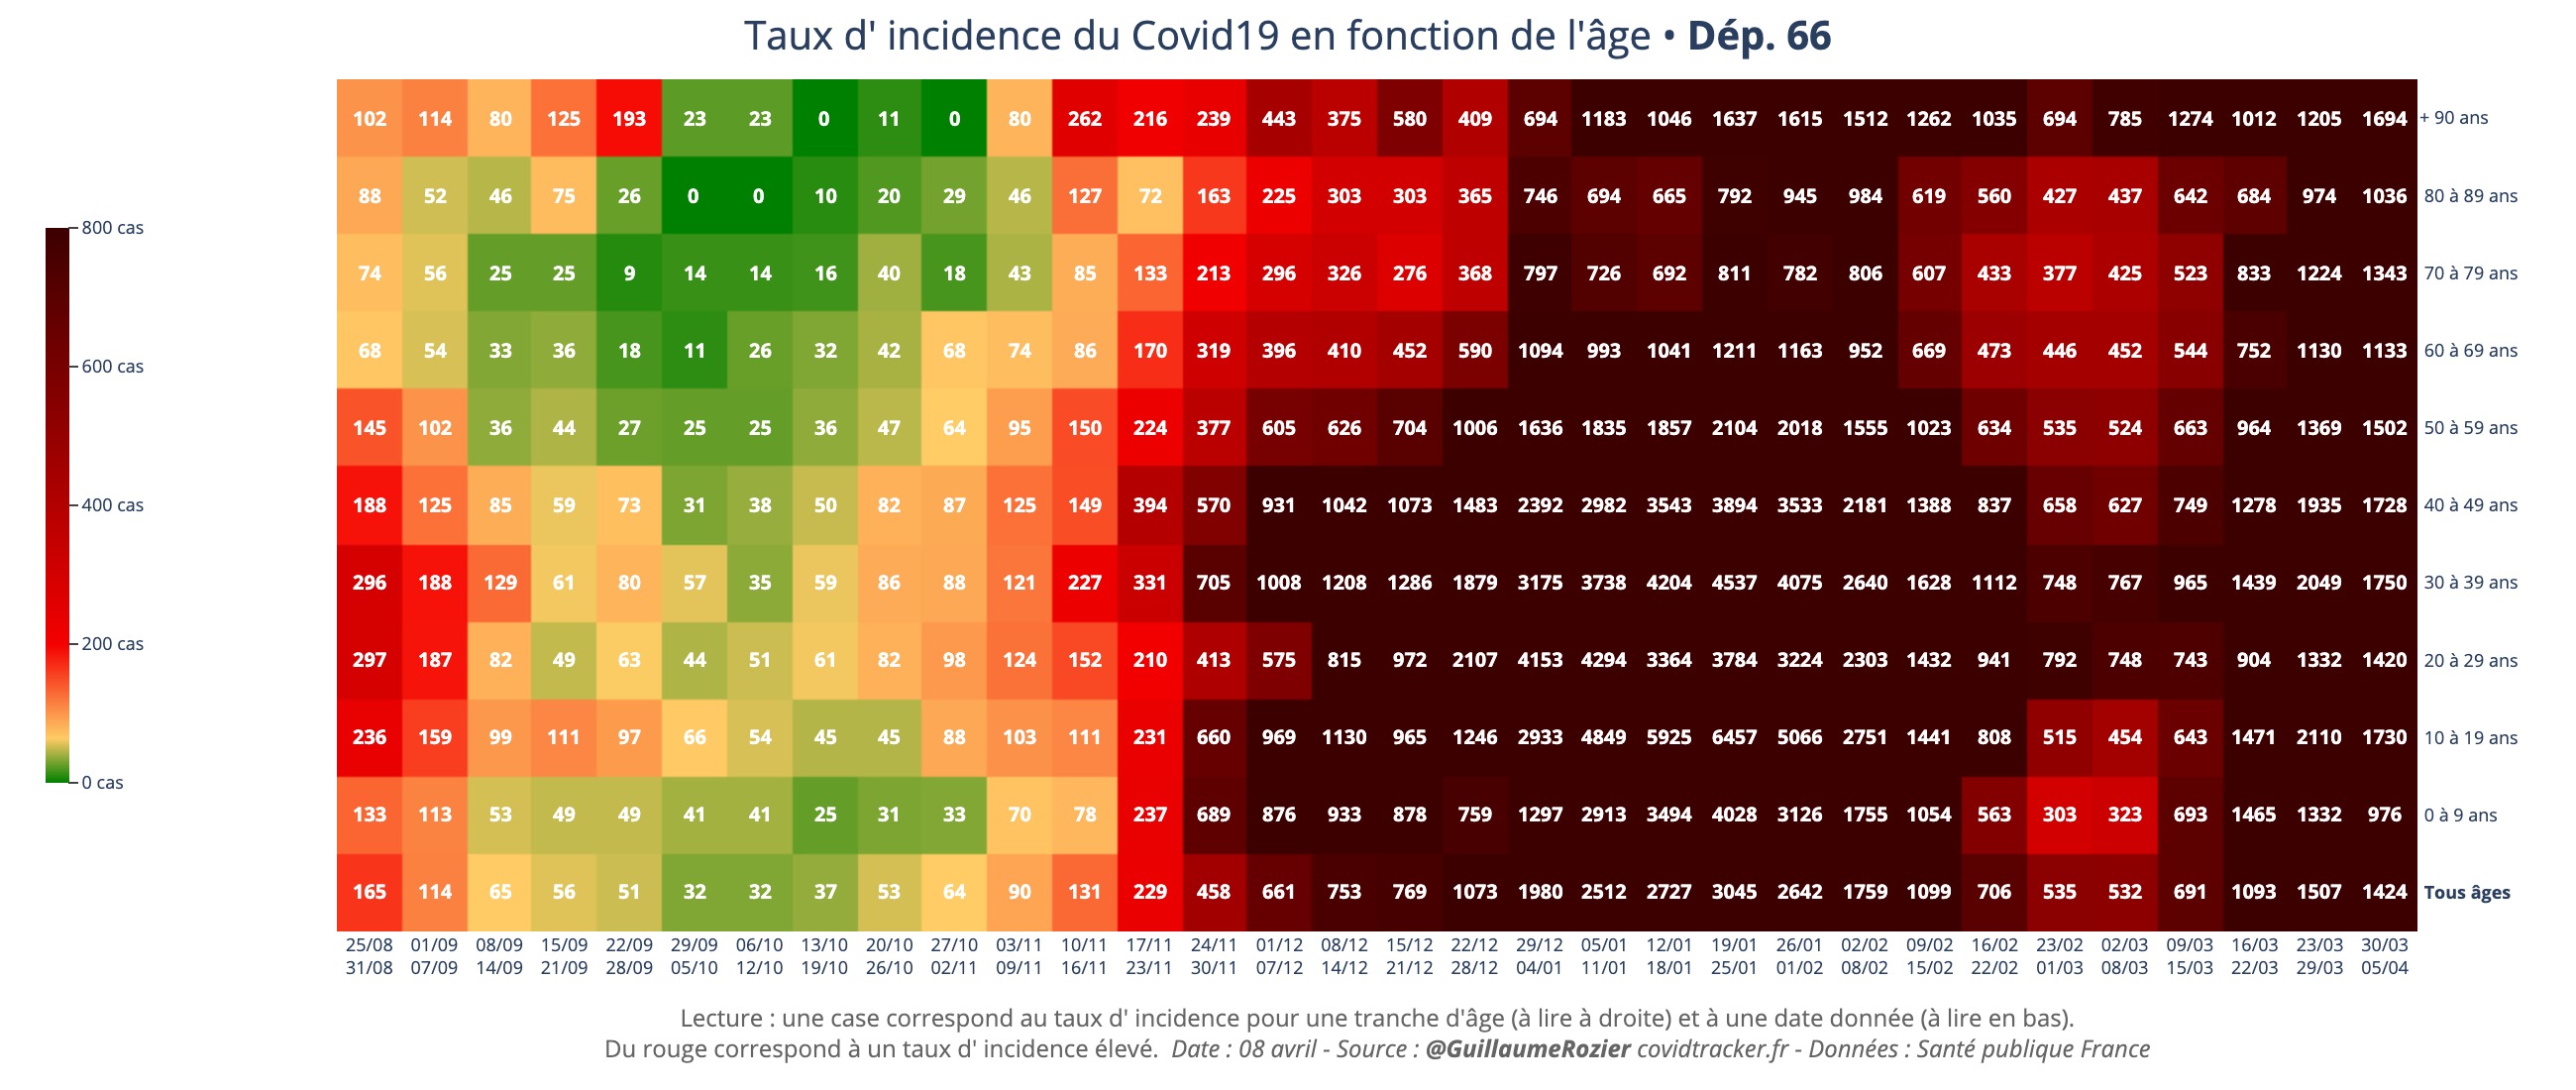 Taux d' incidence du Covid19 en fonction de l'âge • Dép. 66
102 114 80 125 193 23 23 0 11 0 80 262 216 239 443 375 580 409 694 1183 1046 1637 1615 1512 1262 1035 694 785 1274 1012 1205 1694 + 90 ans
88 52 46 75 26 0 0 10 20 29 46 127 72 163 225 303 303 365 746 694 665 792 945 984 619 560 427 437 642 684 974 1036 80 à 89 ans
800 cas
74 56 25 25 9 14 14 16 40 18 43 85 133 213 296 326 276 368 797 726 692 811 782 806 607 433 377 425 523 833 1224 1343 70 à 79 ans
68 54 33 36 18 11 26 32 42 68 74 86 170 319 396 410 452 590 1094 993 1041 1211 1163 952 669 473 446 452 544 752 1130 1133 60 à 69 ans
600 cas
145 102 36 44 27 25 25 36 47 64 95 150 224 377 605 626 704 1006 1636 1835 1857 2104 2018 1555 1023 634 535 524 663 964 1369 1502 50 à 59 ans
400 cas
188 125 85 59 73 31 38 50 82 87 125 149 394 570 931 1042 1073 1483 2392 2982 3543 3894 3533 2181 1388 837 658 627 749 1278 1935 1728 40 à 49 ans
296 188 129 61 80 57 35 59 86 88 121 227 331 705 1008 1208 1286 1879 3175 3738 4204 4537 4075 2640 1628 1112 748 767 965 1439 2049 1750 30 à 39 ans
200 cas
297 187 82 49 63 44 51 61 82 98 124 152 210 413 575 815 972 2107 4153 4294 3364 3784 3224 2303 1432 941 792 748 743 904 1332 1420 20 à 29 ans
236 159 99 111 97 66 54 45 45 88 103 111 231 660 969 1130 965 1246 2933 4849 5925 6457 5066 2751 1441 808 515 454 643 1471 2110 1730 10 à 19 ans
0 cas
133 113 53 49 49 41 41 25 31 33 70 78 237 689 876 933 878 759 1297 2913 3494 4028 3126 1755 1054 563 303 323 693 1465 1332 976 0 à 9 ans
165 114 65 56 51 32 32 37 53 64 90 131 229 458 661 753 769 1073 1980 2512 2727 3045 2642 1759 1099 706 535 532 691 1093 1507 1424 Tous âges
25/08 01/09 08/09 15/09 22/09 29/09 06/10 13/10 20/10 27/10 03/11 10/11 17/11 24/11 01/12 08/12 15/12 22/12 29/12 05/01 12/01 19/01 26/01 02/02 09/02 16/02 23/02 02/03 09/03 16/03 23/03 30/03
31/08 07/09 14/09 21/09 28/09 05/10 12/10 19/10 26/10 02/11 09/11 16/11 23/11 30/11 07/12 14/12 21/12 28/12 04/01 11/01 18/01 25/01 01/02 08/02 15/02 22/02 01/03 08/03 15/03 22/03 29/03 05/04
Lecture : une case correspond au taux d' incidence pour une tranche d'âge (à lire à droite) et à une date donnée (à lire en bas).
Du rouge correspond à un taux d' incidence élevé. Date : 08 avril - Source : @GuillaumeRozier covidtracker.fr - Données : Santé publique France